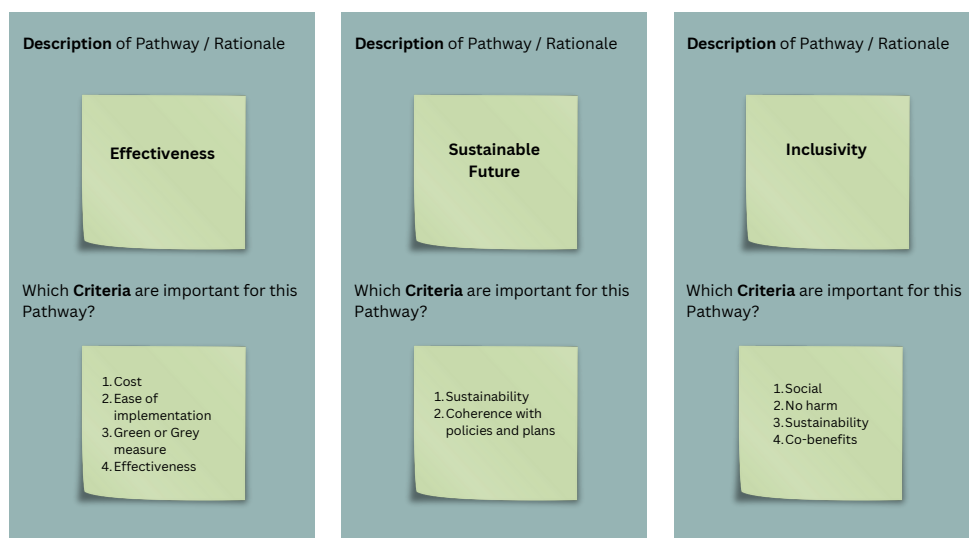 Description of Pathway / Rationale
Effectiveness
Which Criteria are important for this
Pathway?
1. Cost
2. Ease of
implementation
3. Green or Grey
measure
4. Effectiveness
Description of Pathway / Rationale
Sustainable
Future
Which Criteria are important for this
Pathway?
1. Sustainability
2. Coherence with
policies and plans
Description of Pathway / Rationale
Inclusivity
Which Criteria are important for this
Pathway?
1. Social
2. No harm
3. Sustainability
4. Co-benefits